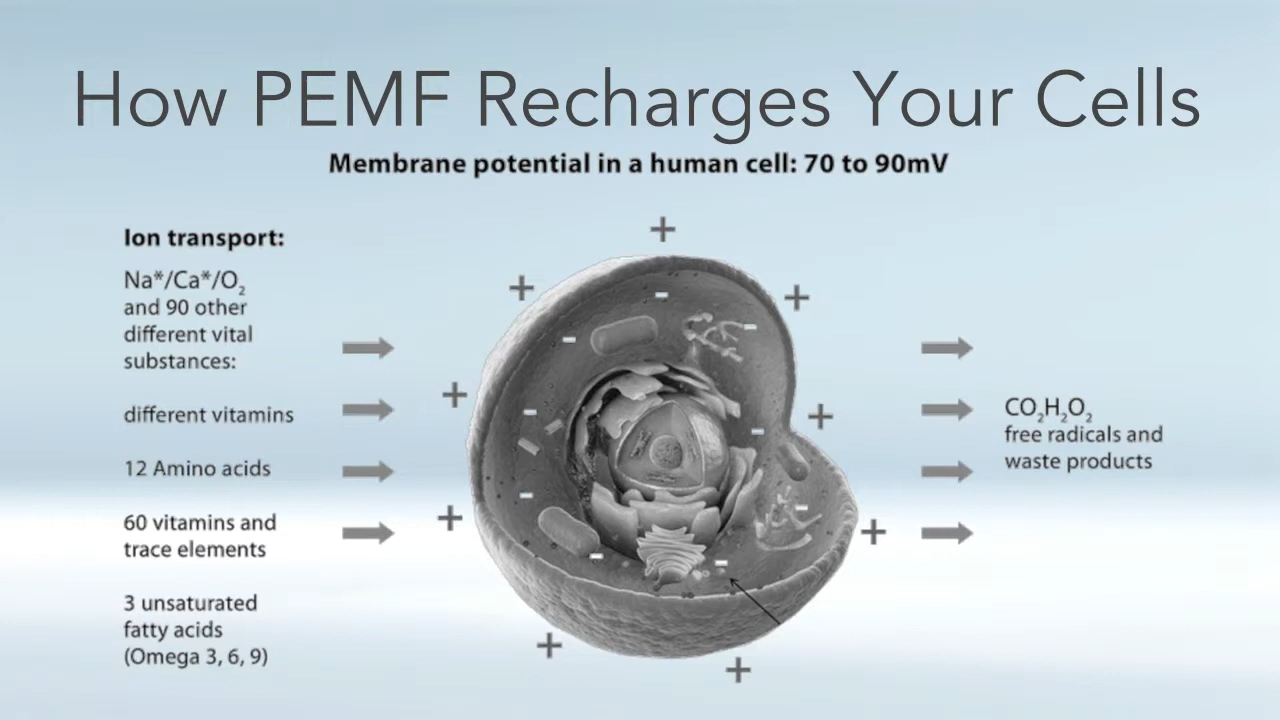 How PEMF Recharges Your Cells
Membrane potential in a human cell: 70 to 90mV
Ion transport:
Na*/Ca*/O₂
and 90 other
different vital
substances:
different vitamins
12 Amino acids
60 vitamins and
trace elements
3 unsaturated
fatty acids
(Omega 3, 6, 9)
CO₂H₂O₂
free radicals and
waste products